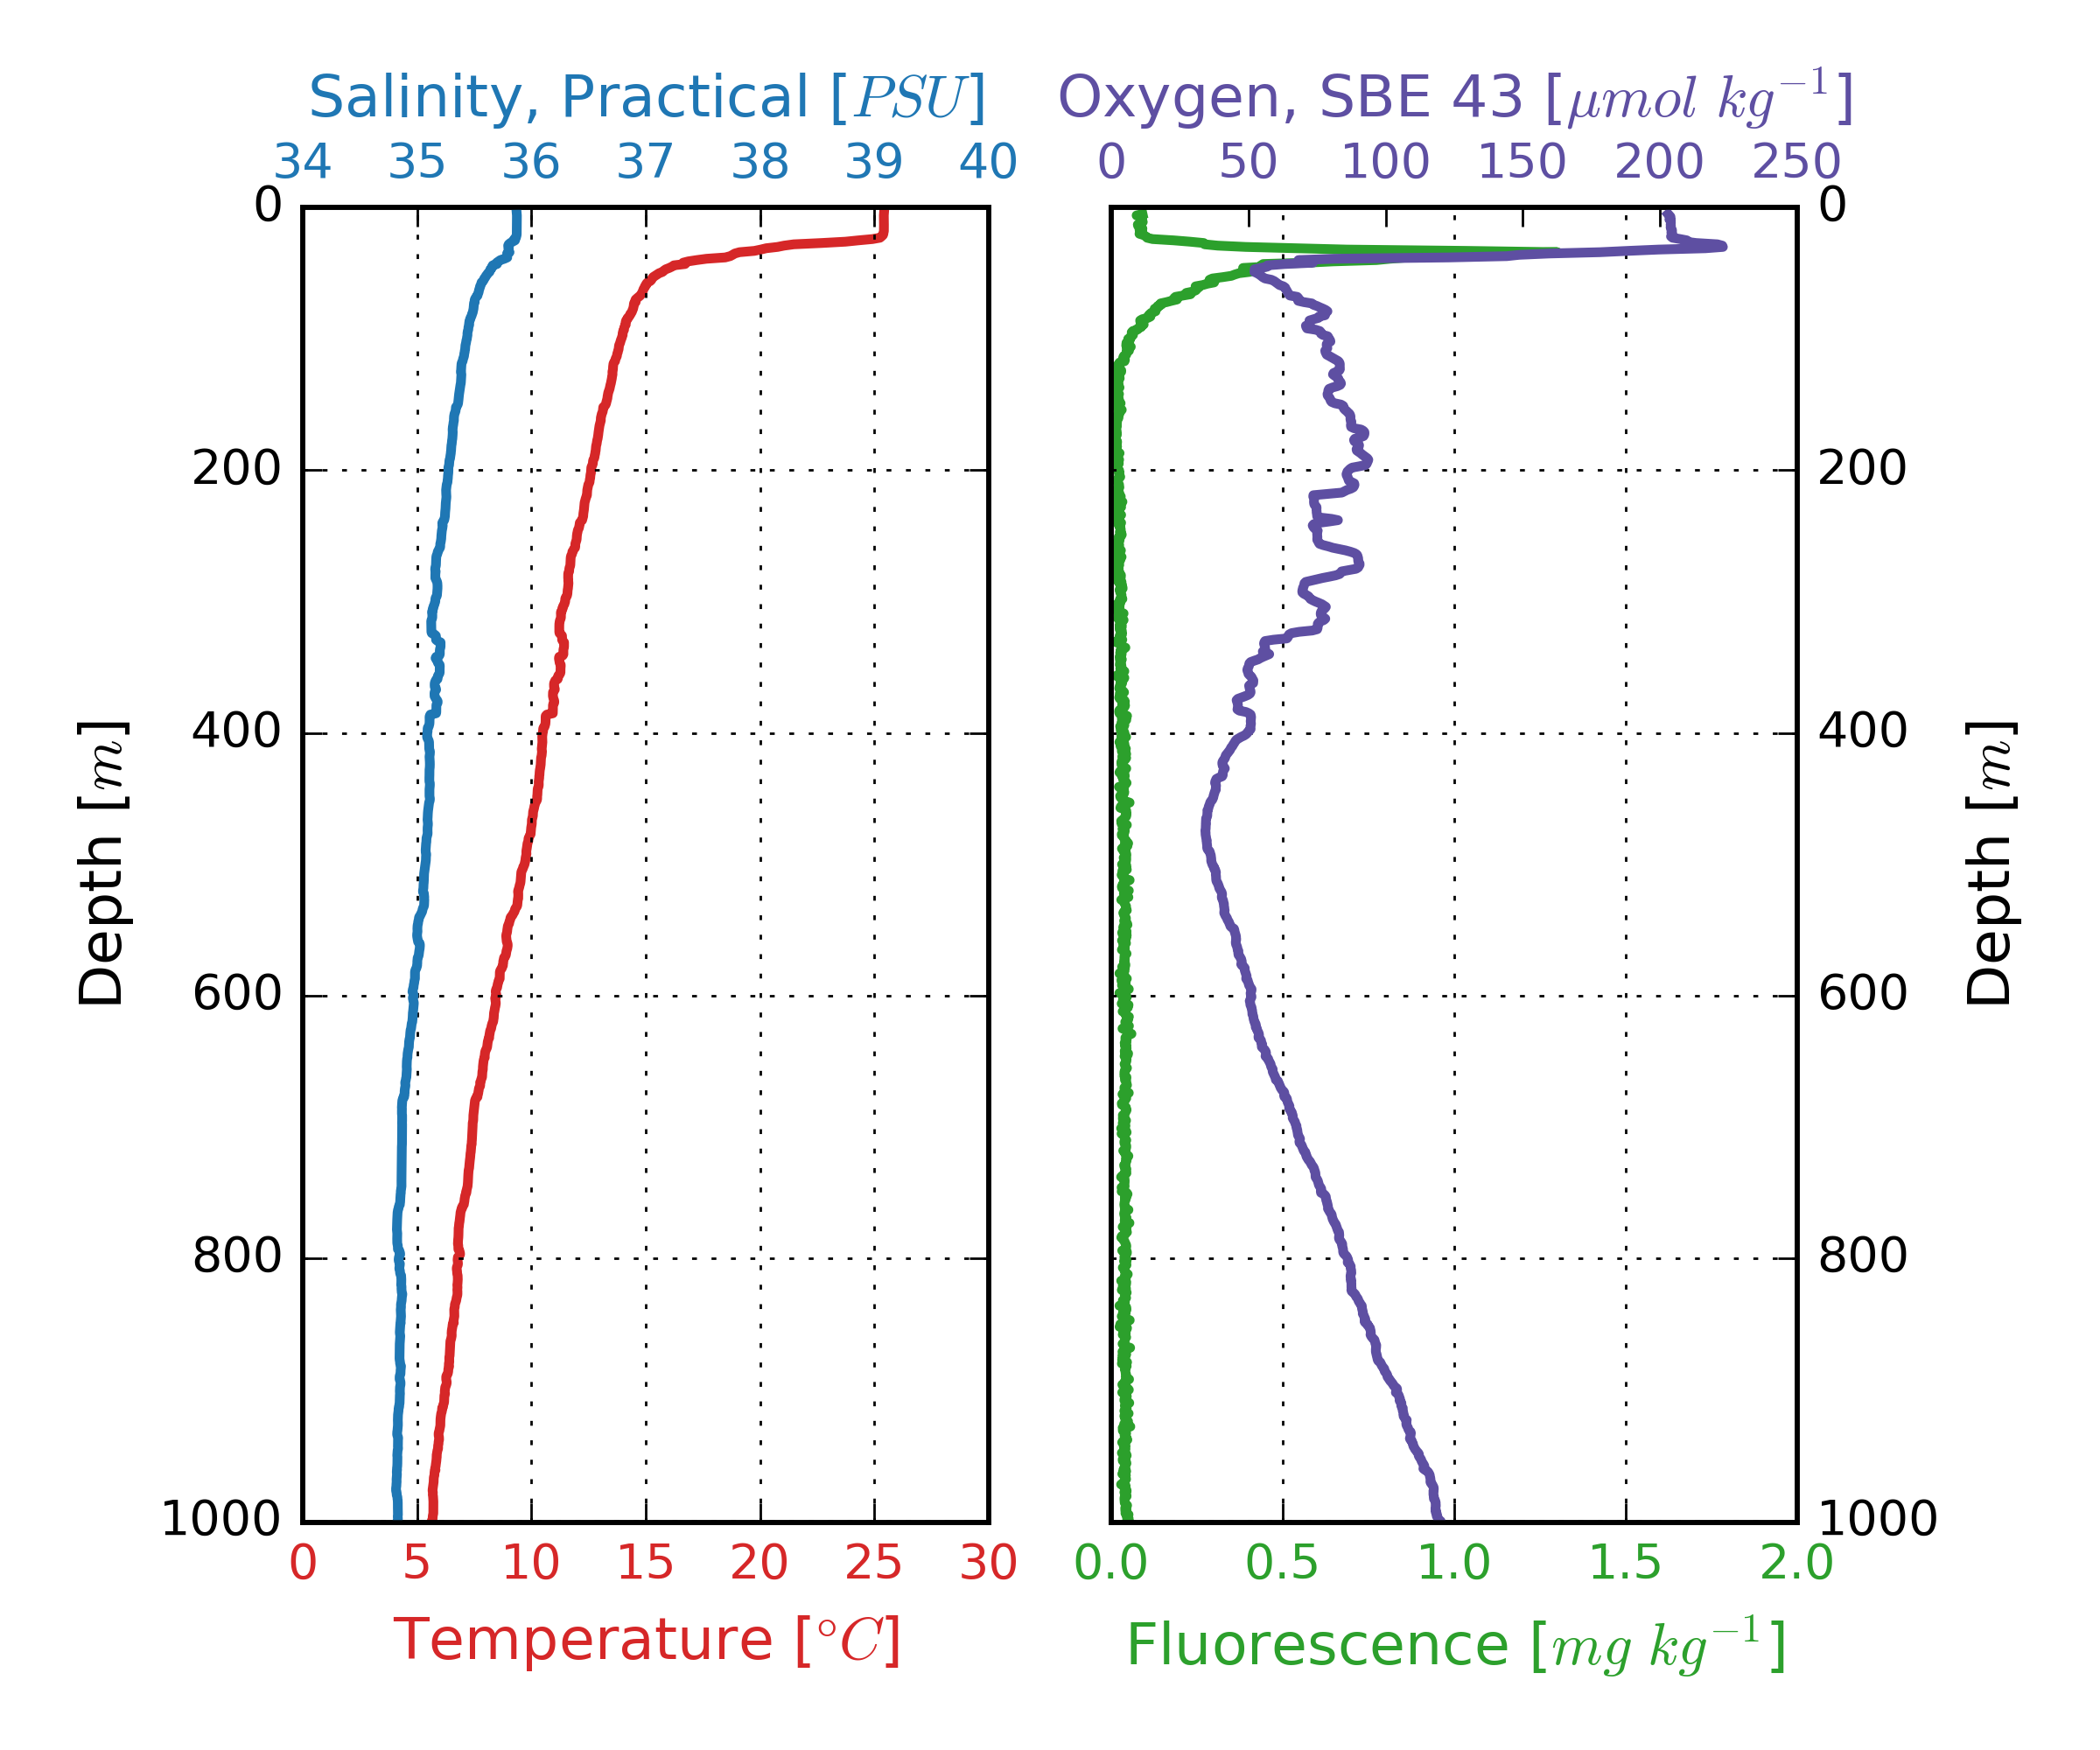 Salinity, Practical [PSU]
Oxygen, SBE 43 [μmol kg⁻¹]
34 35 36 37 38 39 40
0 50 100 150 200 250
0
200
400
600
800
1000
Depth [m]
0
200
400
600
800
1000
Depth [m]
0 5 10 15 20 25 30
0.0 0.5 1.0 1.5 2.0
Temperature [°C]
Fluorescence [mg kg⁻¹]